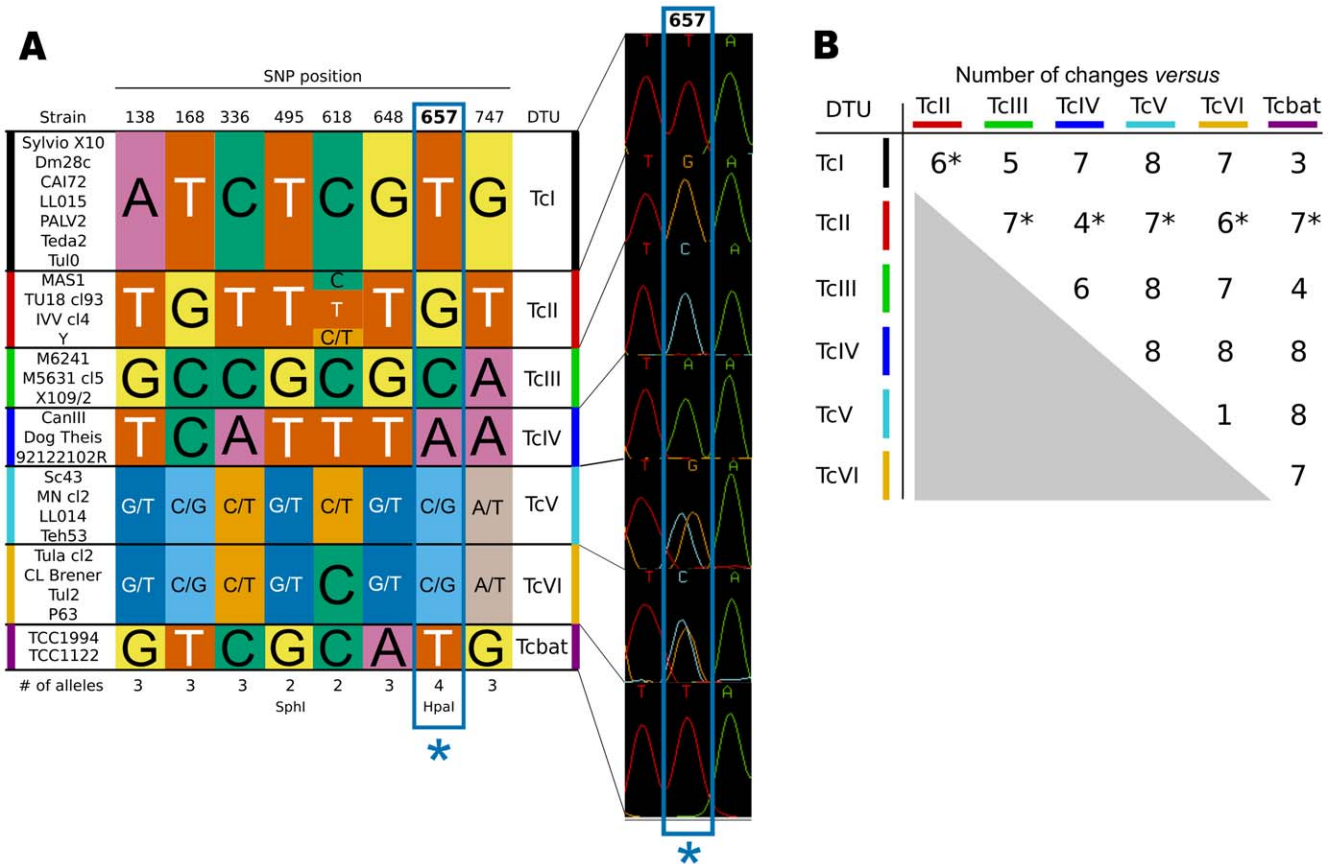 A
SNP position
Strain 138 168 336 495 618 648 657 747 DTU
Sylvio X10
Dm28c
CAI72
LL015
PALV2
Teda2
Tul0
A T C T C G T G TcI
MAS1
TU18 cl93
IVV cl4
Y
T G T T C T C/T T G T TcII
M6241
M5631 cl5
X109/2
G C C G C G C A TcIII
CanIII
Dog Theis
92122102R
T C A T T T A A TcIV
Sc43
MN cl2
LL014
Teh53
G/T C/G C/T G/T C/T G/T C/G A/T TcV
Tula cl2
CL Brener
Tul2
P63
G/T C/G C/T G/T C G/T C/G A/T TcVI
TCC1994
TCC1122
G T C G C A T G Tcbat
# of alleles 3 3 3 2 2 3 4 3
SphI HpaI
*
657
T T A
T G A
T C A
T A A
T G A
T C A
T T A
*
B
Number of changes versus
DTU TcII TcIII TcIV TcV TcVI Tcbat
TcI 6* 5 7 8 7 3
TcII 7* 4* 7* 6* 7*
TcIII 6 8 7 4
TcIV 8 8 8
TcV 1 8
TcVI 7